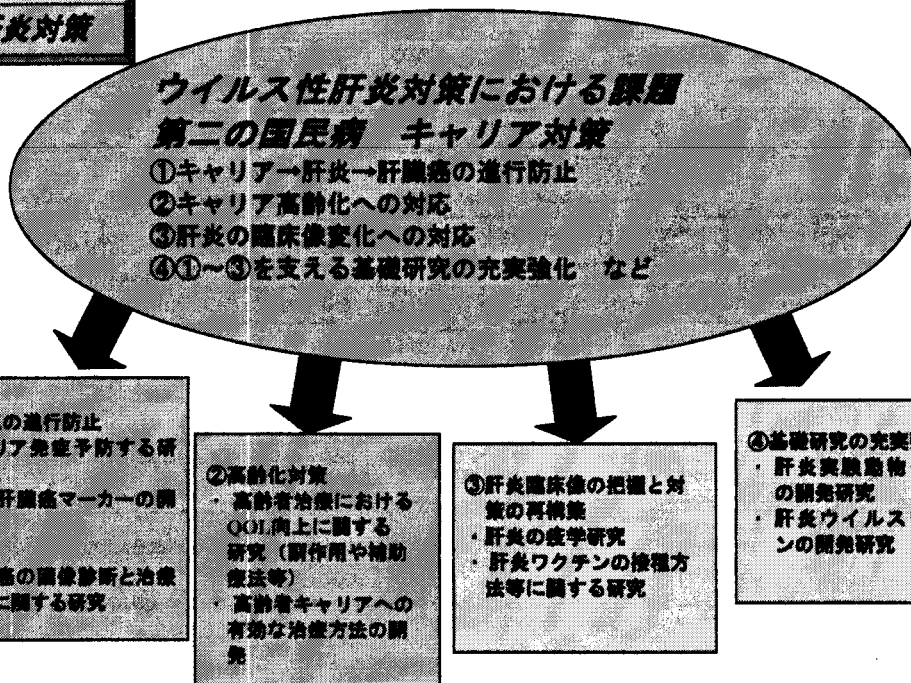 炎対策
ウイルス性肝炎対策における課題
第二の国民病　キャリア対策
①キャリア→肝炎→肝臓癌の進行防止
②キャリア高齢化への対応
③肝炎の臨床像変化への対応
④①～③を支える基礎研究の充実強化　など
の進行防止
リア発症予防する研
肝臓癌マーカーの開
癌の画像診断と治療
に関する研究
②高齢化対策
・高齢者治療における
QOL向上に関する
研究（副作用や補助
療法等）
・高齢者キャリアへの
有効な治療方法の開
発
③肝炎臨床像の把握と対
策の再構築
・肝炎の疫学研究
・肝炎ワクチンの接種方
法等に関する研究
④基礎研究の充実
・肝炎実験動物
の開発研究
・肝炎ウイルス
ンの開発研究